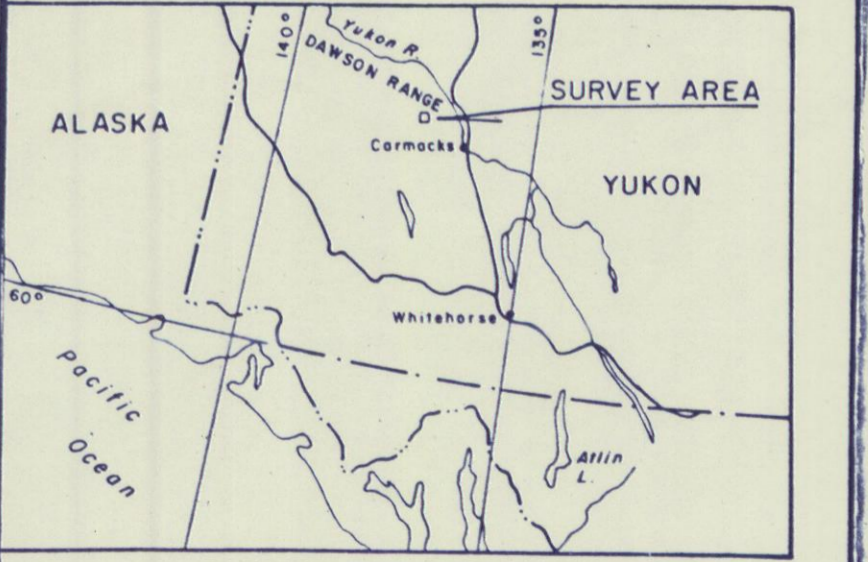 140°
Yukon R.
135°
DAWSON RANGE
SURVEY AREA
ALASKA
Carmacks
YUKON
60°
Whitehorse
Pacific
Ocean
Atlin
L.